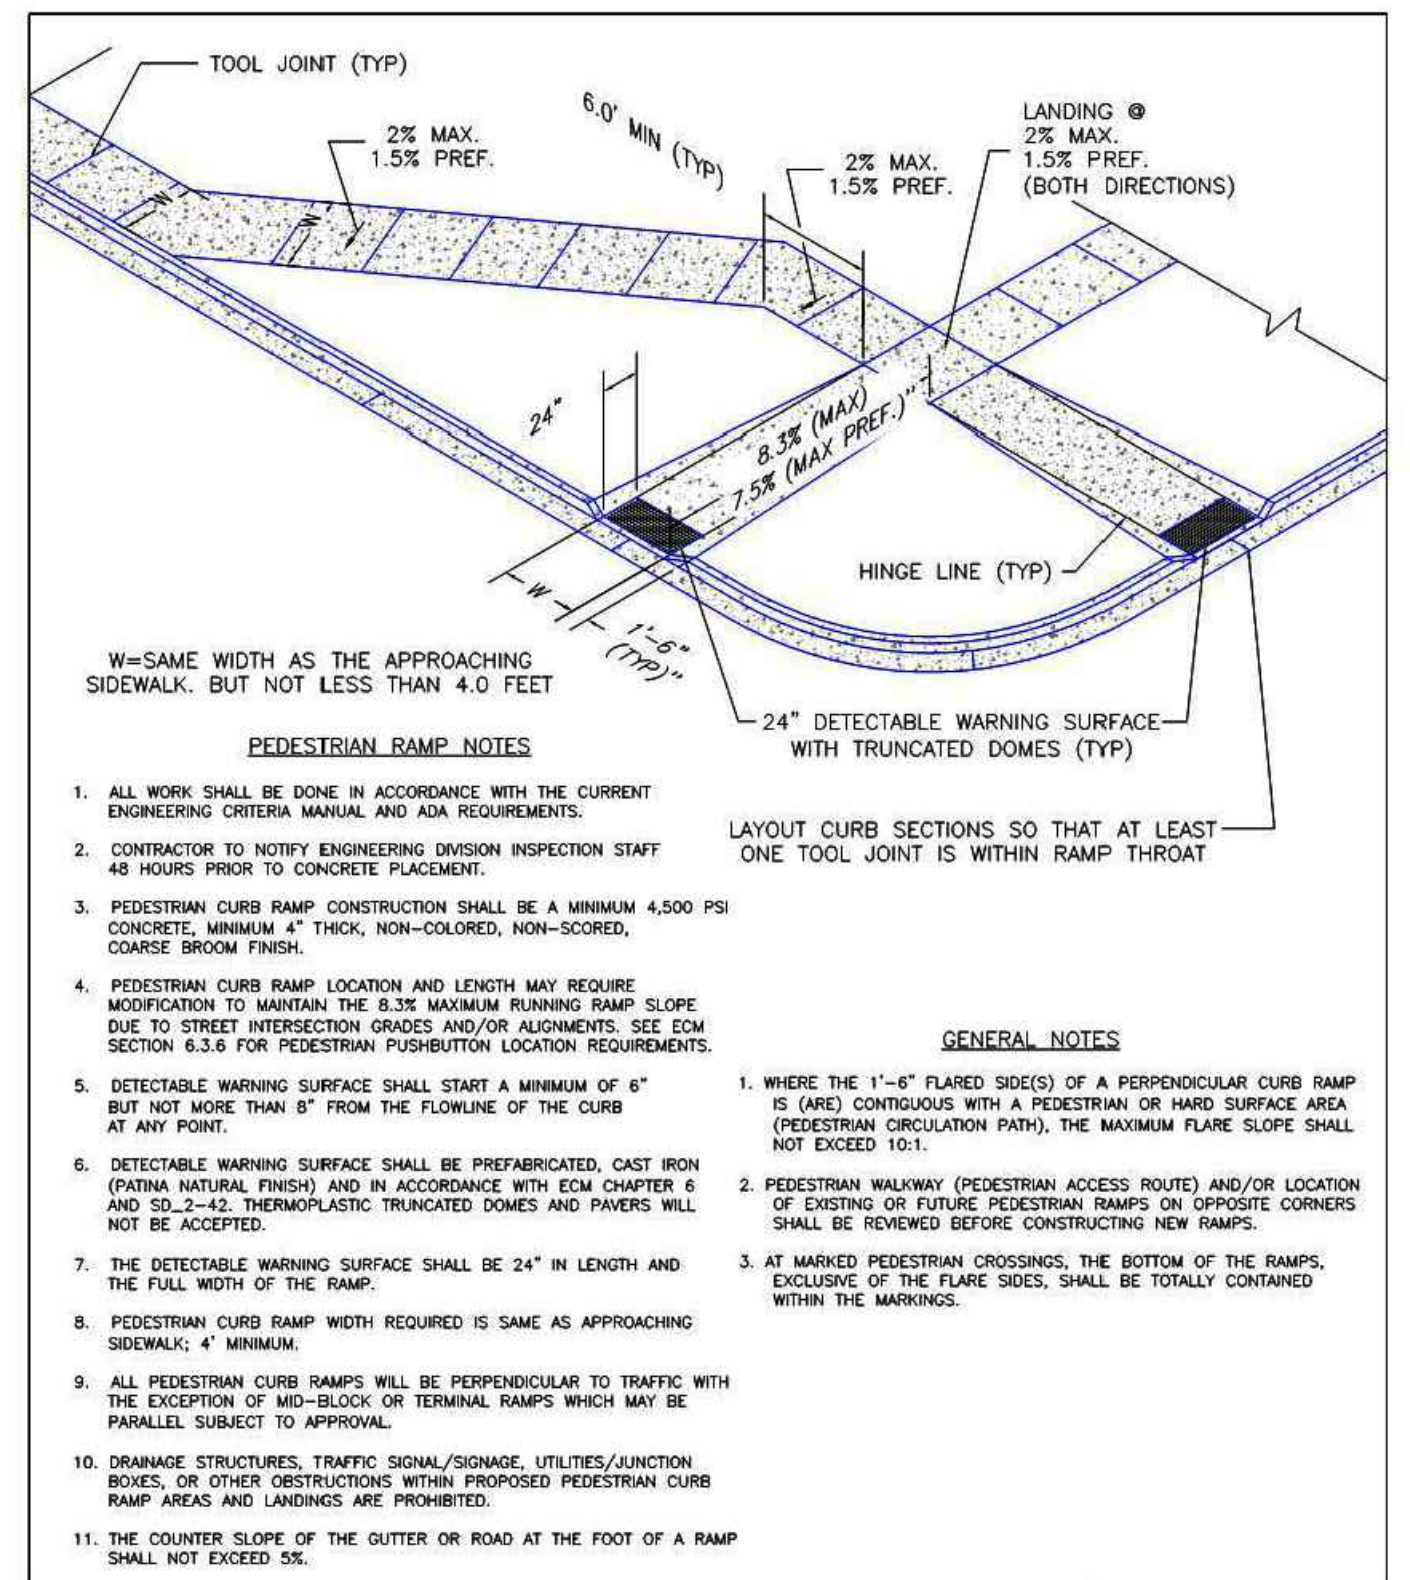 TOOL JOINT (TYP)
2% MAX.
1.5% PREF.
6.0' MIN (TYP)
2% MAX.
1.5% PREF.
LANDING @
2% MAX.
1.5% PREF.
(BOTH DIRECTIONS)
W
W
24"
8.3% (MAX)
7.5% (MAX PREF.)"
HINGE LINE (TYP)
W
1'-6"
(TYP)"
W=SAME WIDTH AS THE APPROACHING
SIDEWALK. BUT NOT LESS THAN 4.0 FEET
24" DETECTABLE WARNING SURFACE
WITH TRUNCATED DOMES (TYP)
LAYOUT CURB SECTIONS SO THAT AT LEAST
ONE TOOL JOINT IS WITHIN RAMP THROAT
PEDESTRIAN RAMP NOTES
1. ALL WORK SHALL BE DONE IN ACCORDANCE WITH THE CURRENT
ENGINEERING CRITERIA MANUAL AND ADA REQUIREMENTS.
2. CONTRACTOR TO NOTIFY ENGINEERING DIVISION INSPECTION STAFF
48 HOURS PRIOR TO CONCRETE PLACEMENT.
3. PEDESTRIAN CURB RAMP CONSTRUCTION SHALL BE A MINIMUM 4,500 PSI
CONCRETE, MINIMUM 4" THICK, NON-COLORED, NON-SCORED,
COARSE BROOM FINISH.
4. PEDESTRIAN CURB RAMP LOCATION AND LENGTH MAY REQUIRE
MODIFICATION TO MAINTAIN THE 8.3% MAXIMUM RUNNING RAMP SLOPE
DUE TO STREET INTERSECTION GRADES AND/OR ALIGNMENTS. SEE ECM
SECTION 6.3.6 FOR PEDESTRIAN PUSHBUTTON LOCATION REQUIREMENTS.
5. DETECTABLE WARNING SURFACE SHALL START A MINIMUM OF 6"
BUT NOT MORE THAN 8" FROM THE FLOWLINE OF THE CURB
AT ANY POINT.
6. DETECTABLE WARNING SURFACE SHALL BE PREFABRICATED, CAST IRON
(PATINA NATURAL FINISH) AND IN ACCORDANCE WITH ECM CHAPTER 6
AND SD_2-42. THERMOPLASTIC TRUNCATED DOMES AND PAVERS WILL
NOT BE ACCEPTED.
7. THE DETECTABLE WARNING SURFACE SHALL BE 24" IN LENGTH AND
THE FULL WIDTH OF THE RAMP.
8. PEDESTRIAN CURB RAMP WIDTH REQUIRED IS SAME AS APPROACHING
SIDEWALK; 4' MINIMUM.
9. ALL PEDESTRIAN CURB RAMPS WILL BE PERPENDICULAR TO TRAFFIC WITH
THE EXCEPTION OF MID-BLOCK OR TERMINAL RAMPS WHICH MAY BE
PARALLEL SUBJECT TO APPROVAL.
10. DRAINAGE STRUCTURES, TRAFFIC SIGNAL/SIGNAGE, UTILITIES/JUNCTION
BOXES, OR OTHER OBSTRUCTIONS WITHIN PROPOSED PEDESTRIAN CURB
RAMP AREAS AND LANDINGS ARE PROHIBITED.
11. THE COUNTER SLOPE OF THE GUTTER OR ROAD AT THE FOOT OF A RAMP
SHALL NOT EXCEED 5%.
GENERAL NOTES
1. WHERE THE 1'-6" FLARED SIDE(S) OF A PERPENDICULAR CURB RAMP
IS (ARE) CONTIGUOUS WITH A PEDESTRIAN OR HARD SURFACE AREA
(PEDESTRIAN CIRCULATION PATH), THE MAXIMUM FLARE SLOPE SHALL
NOT EXCEED 10:1.
2. PEDESTRIAN WALKWAY (PEDESTRIAN ACCESS ROUTE) AND/OR LOCATION
OF EXISTING OR FUTURE PEDESTRIAN RAMPS ON OPPOSITE CORNERS
SHALL BE REVIEWED BEFORE CONSTRUCTING NEW RAMPS.
3. AT MARKED PEDESTRIAN CROSSINGS, THE BOTTOM OF THE RAMPS,
EXCLUSIVE OF THE FLARE SIDES, SHALL BE TOTALLY CONTAINED
WITHIN THE MARKINGS.